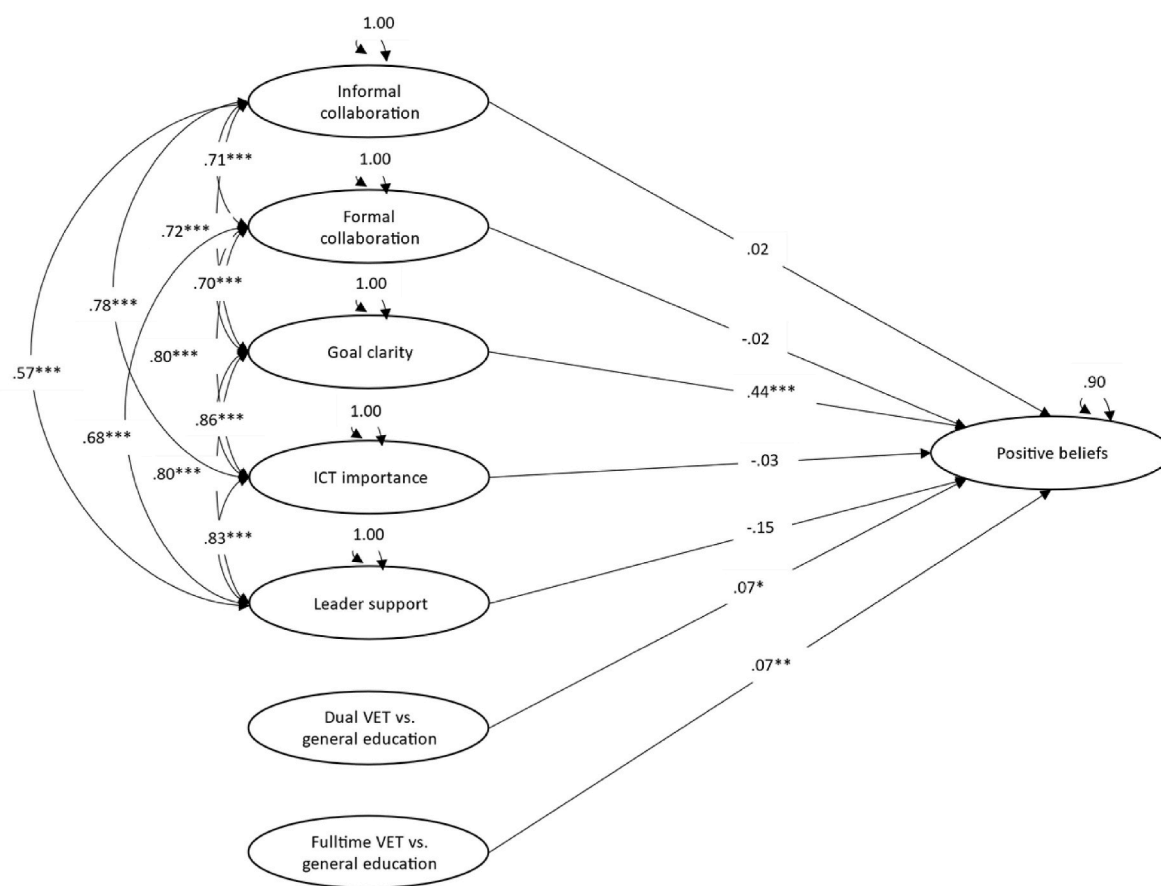 1.00
Informal
collaboration
.71***
1.00
Formal
collaboration
.72***
.02
.70***
1.00
.78***
Goal clarity
-.02
.80***
.57***
.44***
.90
.86***
1.00
.68***
Positive beliefs
.80***
ICT importance
-.03
.83***
1.00
-.15
Leader support
.07*
.07**
Dual VET vs.
general education
Fulltime VET vs.
general education